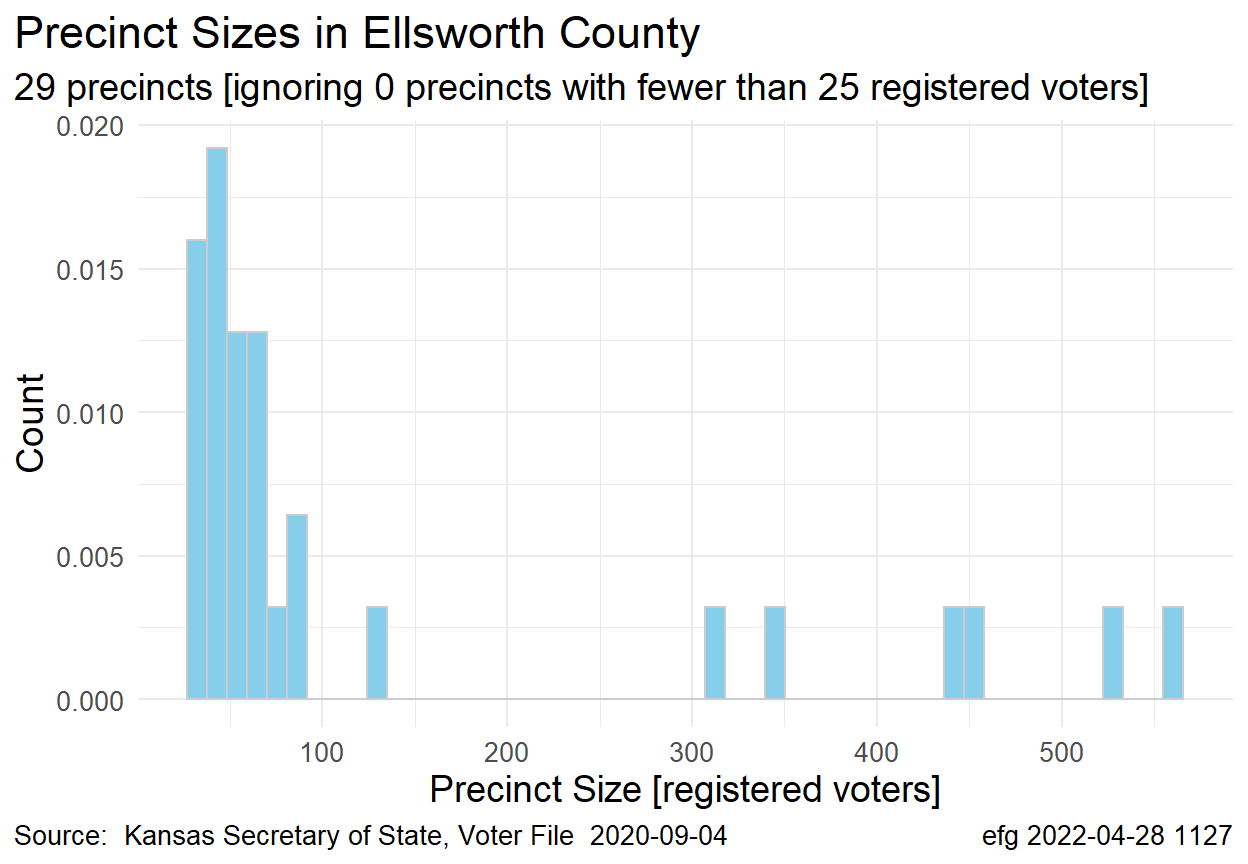 Precinct Sizes in Ellsworth County
29 precincts [ignoring 0 precincts with fewer than 25 registered voters]
0.020
0.015
0.010
0.005
0.000
Count
100 200 300 400 500
Precinct Size [registered voters]
Source:  Kansas Secretary of State, Voter File  2020-09-04
efg 2022-04-28 1127